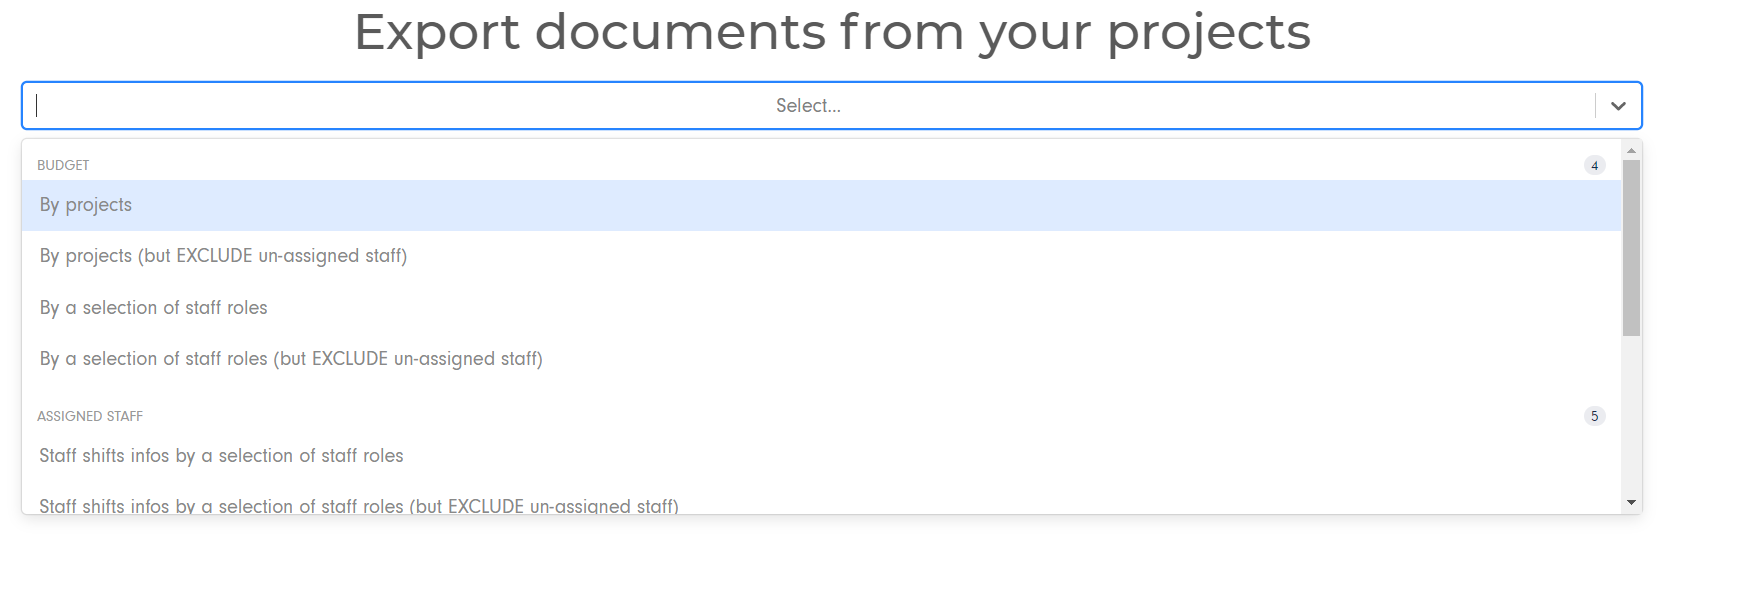 Export documents from your projects
Select...
BUDGET 4
By projects
By projects (but EXCLUDE un-assigned staff)
By a selection of staff roles
By a selection of staff roles (but EXCLUDE un-assigned staff)
ASSIGNED STAFF 5
Staff shifts infos by a selection of staff roles
Staff shifts infos by a selection of staff roles (but EXCLUDE un-assigned staff)